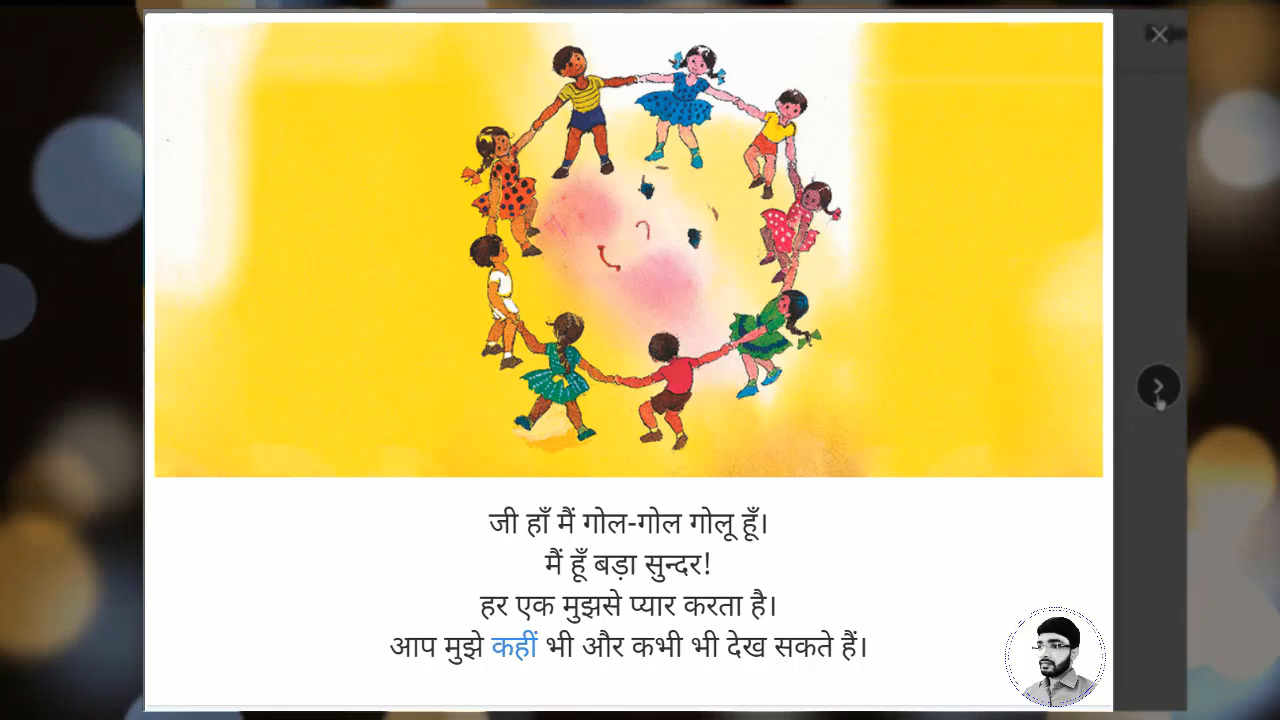 जी हाँ मैं गोल-गोल गोलू हूँ।
मैं हूँ बड़ा सुन्दर!
हर एक मुझसे प्यार करता है।
आप मुझे कहीं भी और कभी भी देख सकते हैं।